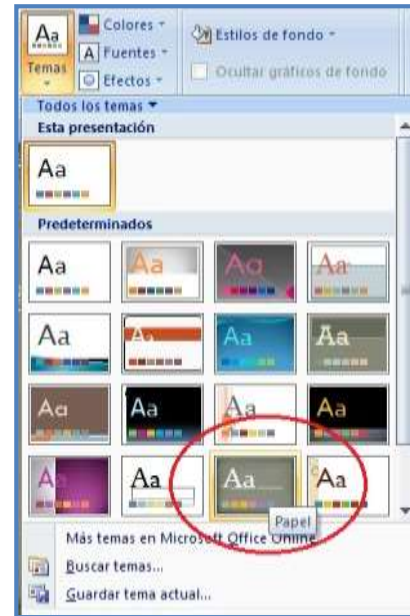 Aa
Colores
Estilos de fondo
Fuentes
Temas
Efectos
Ocultar gráficos de fondo
Todos los temas
Esta presentación
Aa
Predeterminados
Aa Aa Aa Aa
Aa Aa Aa Aa
Aa Aa Aa Aa
Aa Aa Aa Aa
Papel
Más temas en Microsoft Office Online...
Buscar temas...
Guardar tema actual...